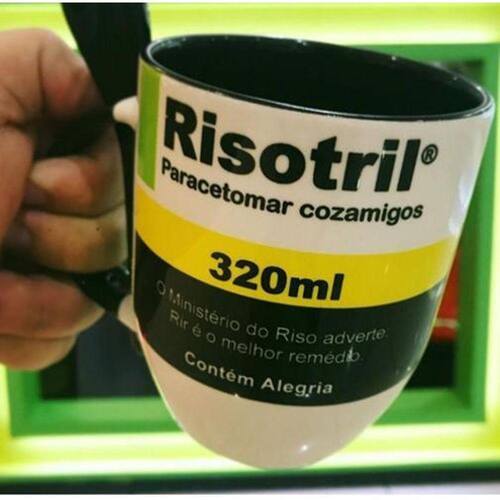 Risotril®
Paracetomar cozamigos
320ml
O Ministério do Riso adverte.
Rir é o melhor remédio.
Contém Alegria